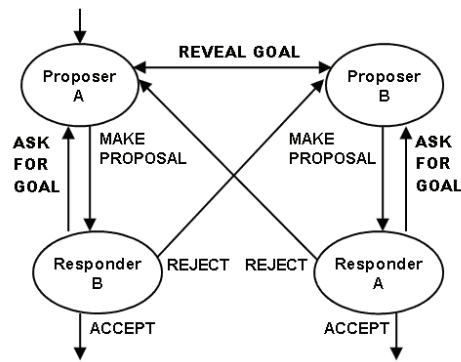 REVEAL GOAL
Proposer
A
Proposer
B
ASK
FOR
GOAL
MAKE
PROPOSAL
MAKE
PROPOSAL
ASK
FOR
GOAL
Responder
B
REJECT
REJECT
Responder
A
ACCEPT
ACCEPT